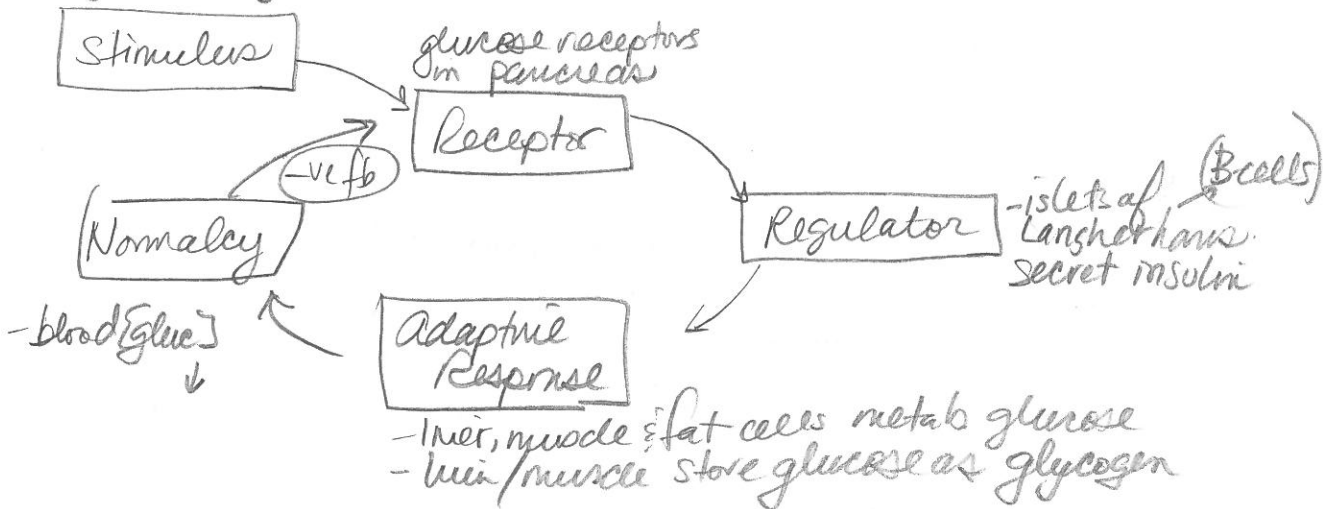 Stimulus
glucose receptors
in pancreas
Receptor
-ve fb
Normalcy
Regulator
-islets of (B cells)
Langherhans.
secret insulin
-blood [gluc]
↓
Adaptive
Response
-liver, muscle & fat cells metab glucose
-liver/muscle store glucose as glycogen